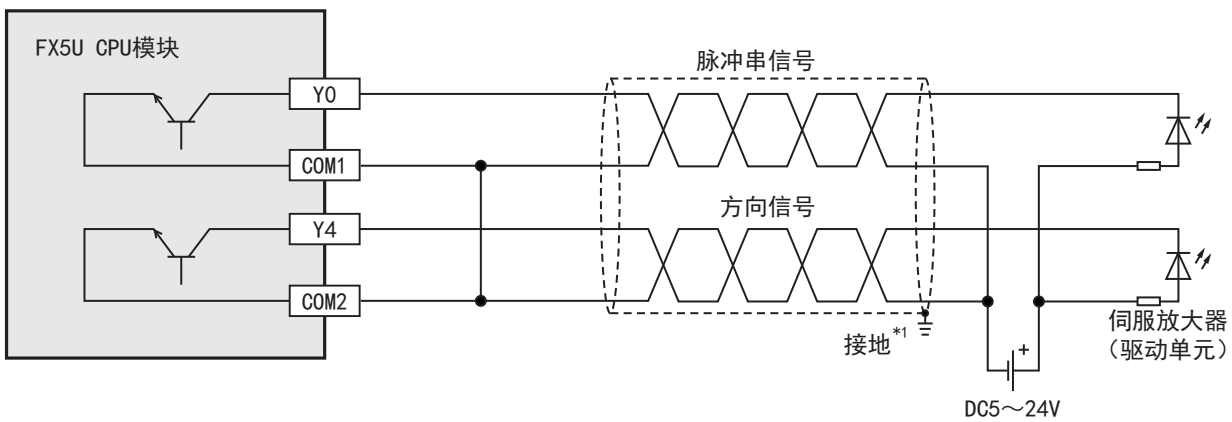 FX5U CPU模块
脉冲串信号
Y0
COM1
方向信号
Y4
COM2
接地*1
伺服放大器
（驱动单元）
+
DC5～24V